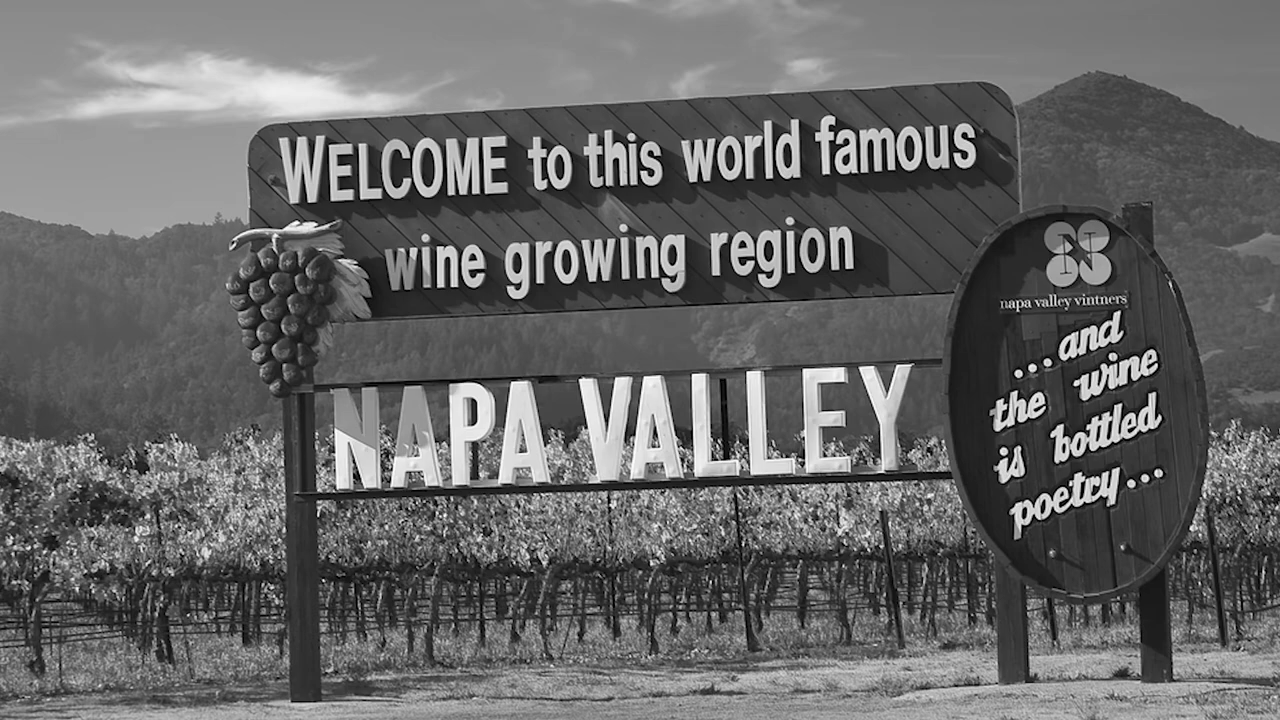 WELCOME to this world famous
wine growing region
NAPA VALLEY
napa valley vintners
...and
the wine
is bottled
poetry...